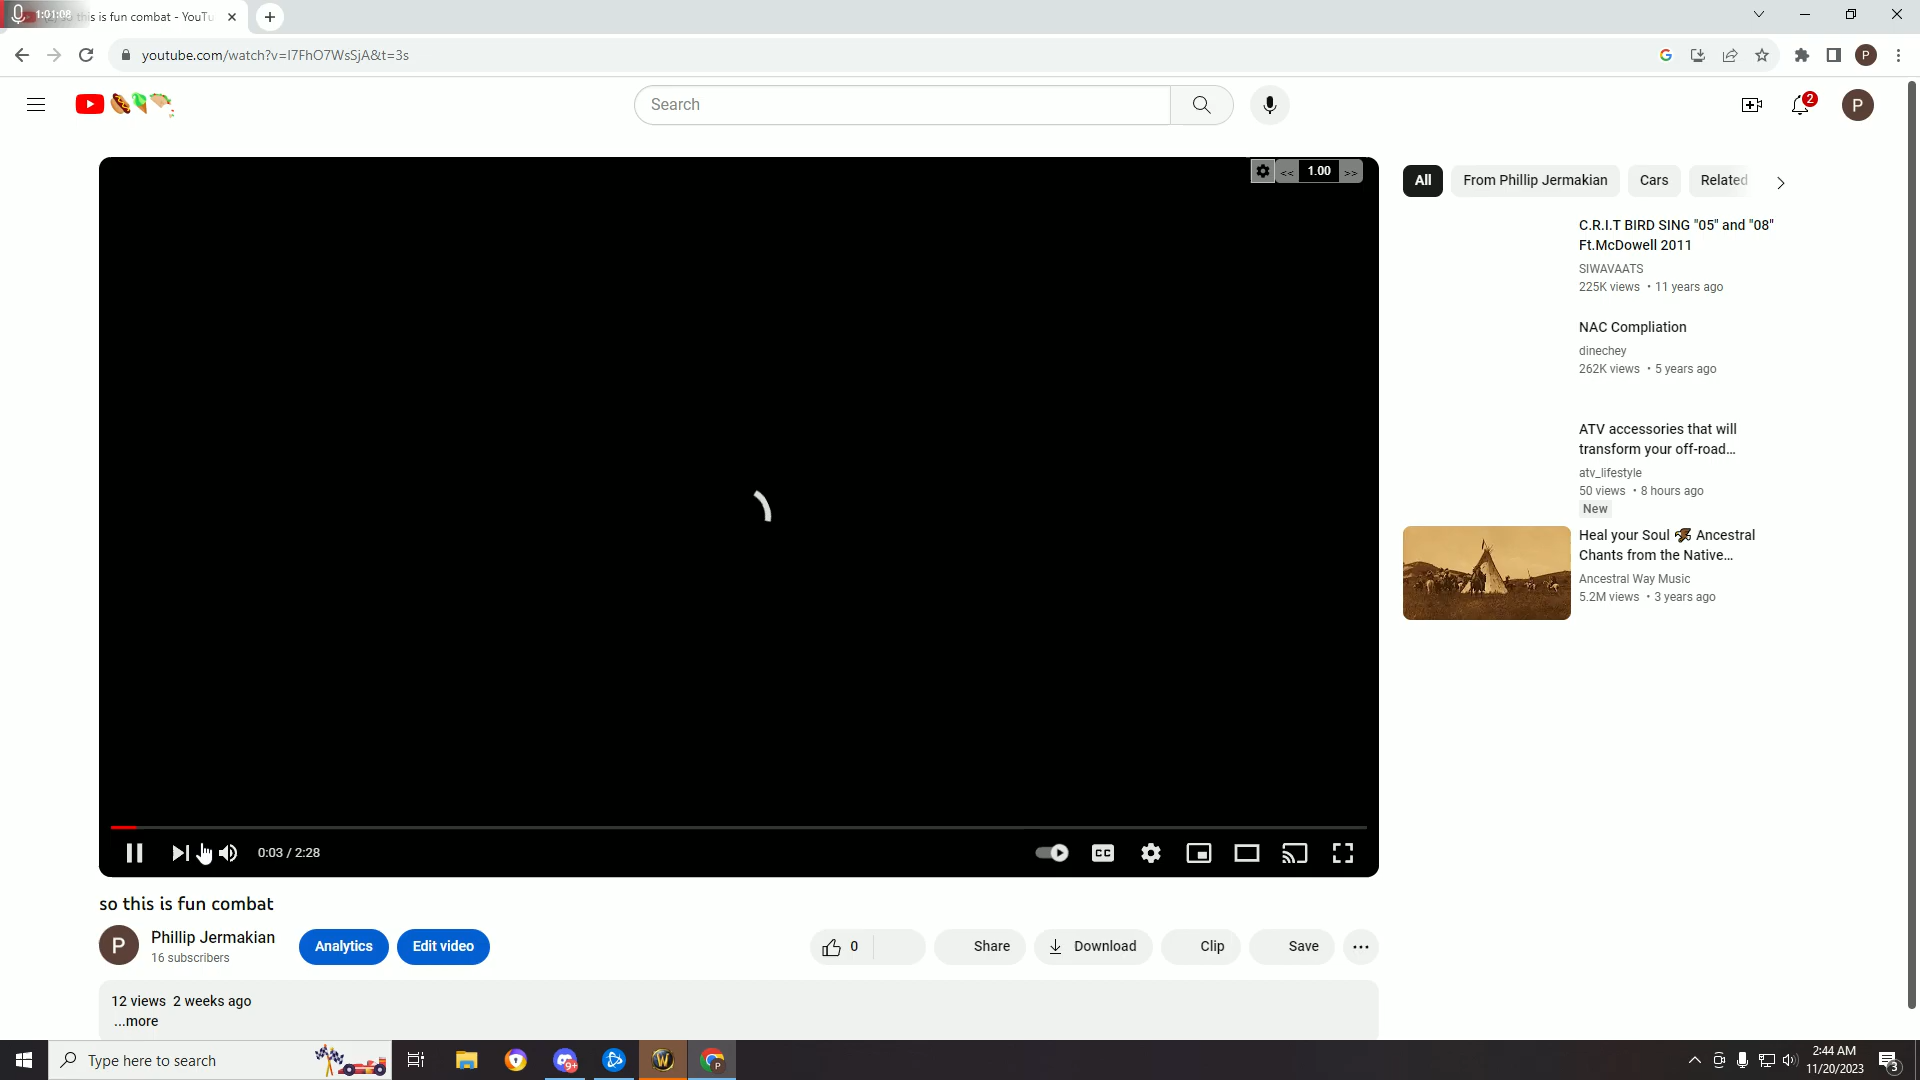 1:01:08
this is fun combat - YouTu
youtube.com/watch?v=I7FhO7WsSjA&t=3s
P
Search
2
P
<< 1.00 >>
All
From Phillip Jermakian
Cars
Related
C.R.I.T BIRD SING "05" and "08"
Ft.McDowell 2011
SIWAVAATS
225K views • 11 years ago
NAC Compliation
dinechey
262K views • 5 years ago
ATV accessories that will
transform your off-road...
atv_lifestyle
50 views • 8 hours ago
New
Heal your Soul 🪶 Ancestral
Chants from the Native...
Ancestral Way Music
5.2M views • 3 years ago
0:03 / 2:28
CC
so this is fun combat
P
Phillip Jermakian
16 subscribers
Analytics
Edit video
0
Share
Download
Clip
Save
12 views 2 weeks ago
...more
Type here to search
9+
W
P
2:44 AM
11/20/2023
3